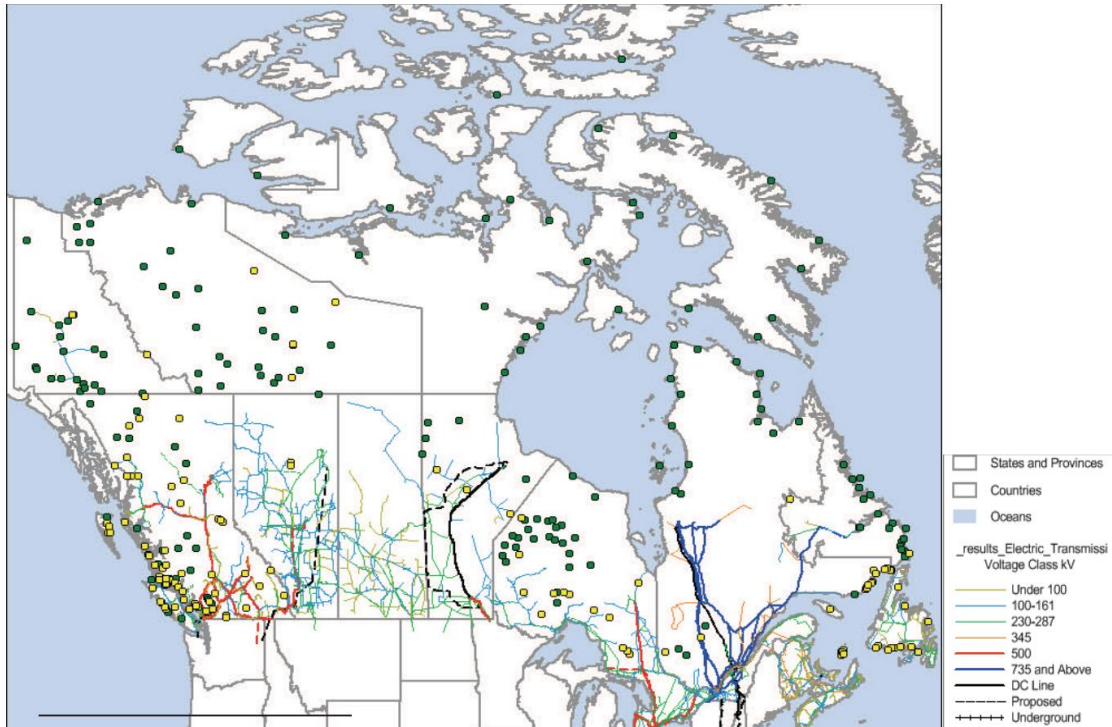 States and Provinces
Countries
Oceans
_results_Electric_Transmissi
Voltage Class kV
Under 100
100-161
230-287
345
500
735 and Above
DC Line
Proposed
Underground